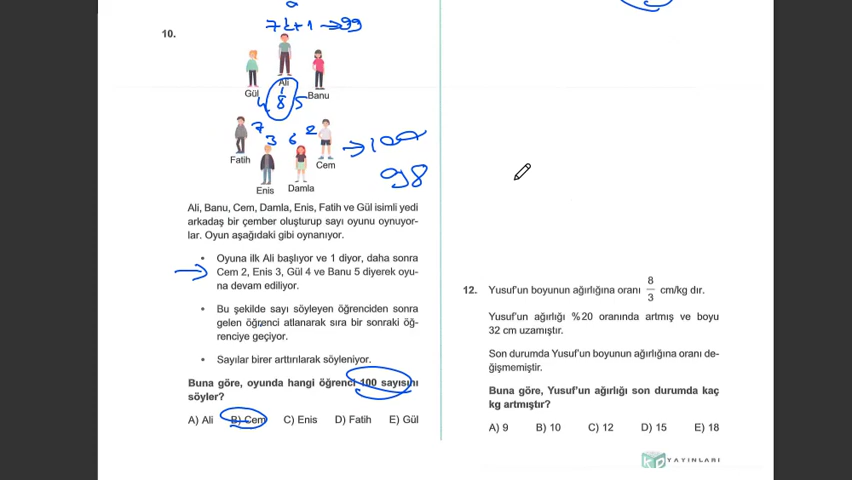 7k+1→99
10.
Ali
Gül
Banu
4 8 5
1
7
3 6 2
Fatih
Cem
→100
98
Enis
Damla
Ali, Banu, Cem, Damla, Enis, Fatih ve Gül isimli yedi
arkadaş bir çember oluşturup sayı oyunu oynuyor-
lar. Oyun aşağıdaki gibi oynanıyor.
• Oyuna ilk Ali başlıyor ve 1 diyor, daha sonra
Cem 2, Enis 3, Gül 4 ve Banu 5 diyerek oyu-
na devam ediliyor.
• Bu şekilde sayı söyleyen öğrenciden sonra
gelen öğrenci atlanarak sıra bir sonraki öğ-
renciye geçiyor.
• Sayılar birer arttırılarak söyleniyor.
Buna göre, oyunda hangi öğrenci 100 sayısını
söyler?
A) Ali B) Cem C) Enis D) Fatih E) Gül
12. Yusuf'un boyunun ağırlığına oranı 8/3 cm/kg dır.
Yusuf'un ağırlığı %20 oranında artmış ve boyu
32 cm uzamıştır.
Son durumda Yusuf'un boyunun ağırlığına oranı de-
ğişmemiştir.
Buna göre, Yusuf'un ağırlığı son durumda kaç
kg artmıştır?
A) 9 B) 10 C) 12 D) 15 E) 18
YAYINLARI